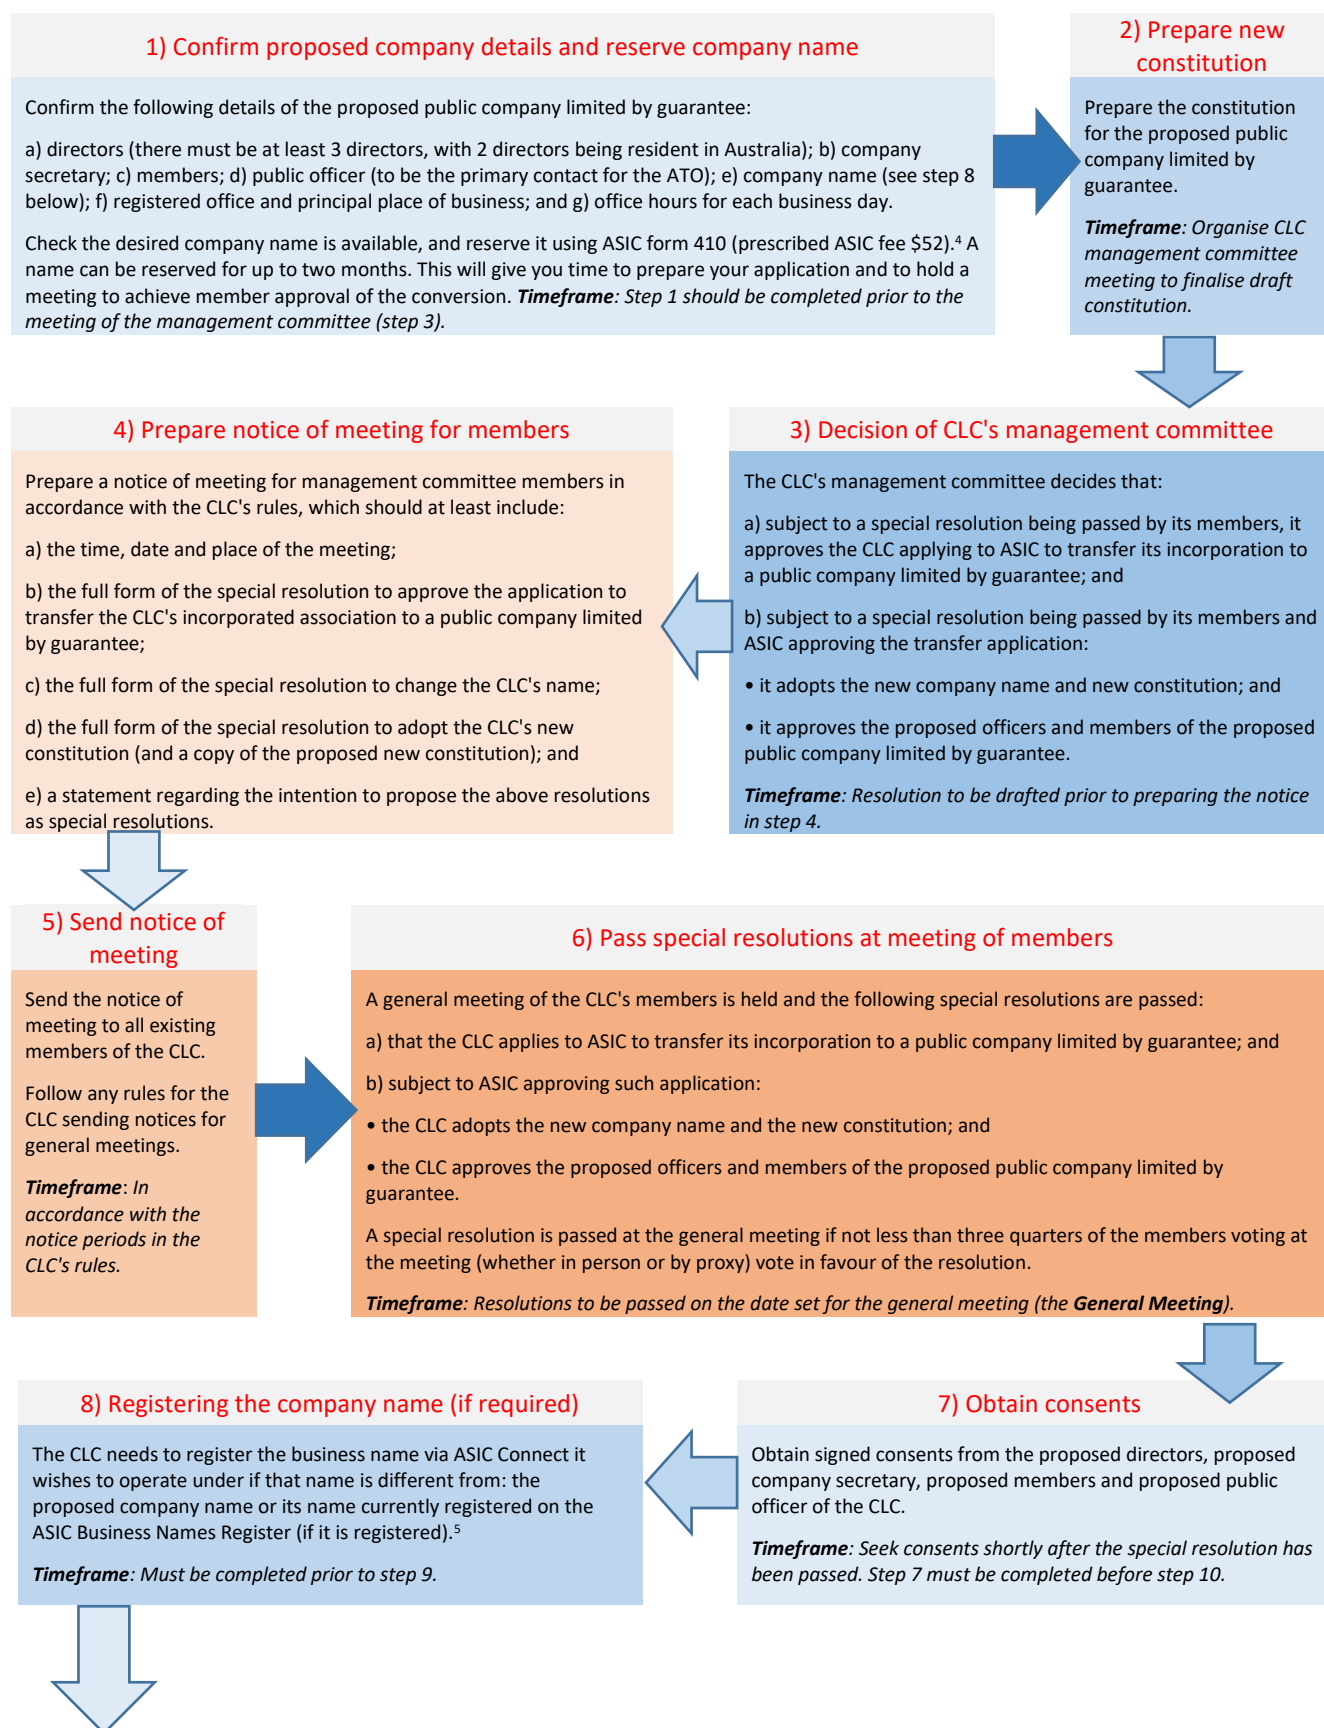 1) Confirm proposed company details and reserve company name
Confirm the following details of the proposed public company limited by guarantee:
a) directors (there must be at least 3 directors, with 2 directors being resident in Australia); b) company
secretary; c) members; d) public officer (to be the primary contact for the ATO); e) company name (see step 8
below); f) registered office and principal place of business; and g) office hours for each business day.
Check the desired company name is available, and reserve it using ASIC form 410 (prescribed ASIC fee $52).⁴ A
name can be reserved for up to two months. This will give you time to prepare your application and to hold a
meeting to achieve member approval of the conversion. Timeframe: Step 1 should be completed prior to the
meeting of the management committee (step 3).
2) Prepare new
constitution
Prepare the constitution
for the proposed public
company limited by
guarantee.
Timeframe: Organise CLC
management committee
meeting to finalise draft
constitution.
3) Decision of CLC's management committee
The CLC's management committee decides that:
a) subject to a special resolution being passed by its members, it
approves the CLC applying to ASIC to transfer its incorporation to
a public company limited by guarantee; and
b) subject to a special resolution being passed by its members and
ASIC approving the transfer application:
• it adopts the new company name and new constitution; and
• it approves the proposed officers and members of the proposed
public company limited by guarantee.
Timeframe: Resolution to be drafted prior to preparing the notice
in step 4.
4) Prepare notice of meeting for members
Prepare a notice of meeting for management committee members in
accordance with the CLC's rules, which should at least include:
a) the time, date and place of the meeting;
b) the full form of the special resolution to approve the application to
transfer the CLC's incorporated association to a public company limited
by guarantee;
c) the full form of the special resolution to change the CLC's name;
d) the full form of the special resolution to adopt the CLC's new
constitution (and a copy of the proposed new constitution); and
e) a statement regarding the intention to propose the above resolutions
as special resolutions.
5) Send notice of
meeting
Send the notice of
meeting to all existing
members of the CLC.
Follow any rules for the
CLC sending notices for
general meetings.
Timeframe: In
accordance with the
notice periods in the
CLC's rules.
6) Pass special resolutions at meeting of members
A general meeting of the CLC's members is held and the following special resolutions are passed:
a) that the CLC applies to ASIC to transfer its incorporation to a public company limited by guarantee; and
b) subject to ASIC approving such application:
• the CLC adopts the new company name and the new constitution; and
• the CLC approves the proposed officers and members of the proposed public company limited by
guarantee.
A special resolution is passed at the general meeting if not less than three quarters of the members voting at
the meeting (whether in person or by proxy) vote in favour of the resolution.
Timeframe: Resolutions to be passed on the date set for the general meeting (the General Meeting).
7) Obtain consents
Obtain signed consents from the proposed directors, proposed
company secretary, proposed members and proposed public
officer of the CLC.
Timeframe: Seek consents shortly after the special resolution has
been passed. Step 7 must be completed before step 10.
8) Registering the company name (if required)
The CLC needs to register the business name via ASIC Connect it
wishes to operate under if that name is different from: the
proposed company name or its name currently registered on the
ASIC Business Names Register (if it is registered).⁵
Timeframe: Must be completed prior to step 9.